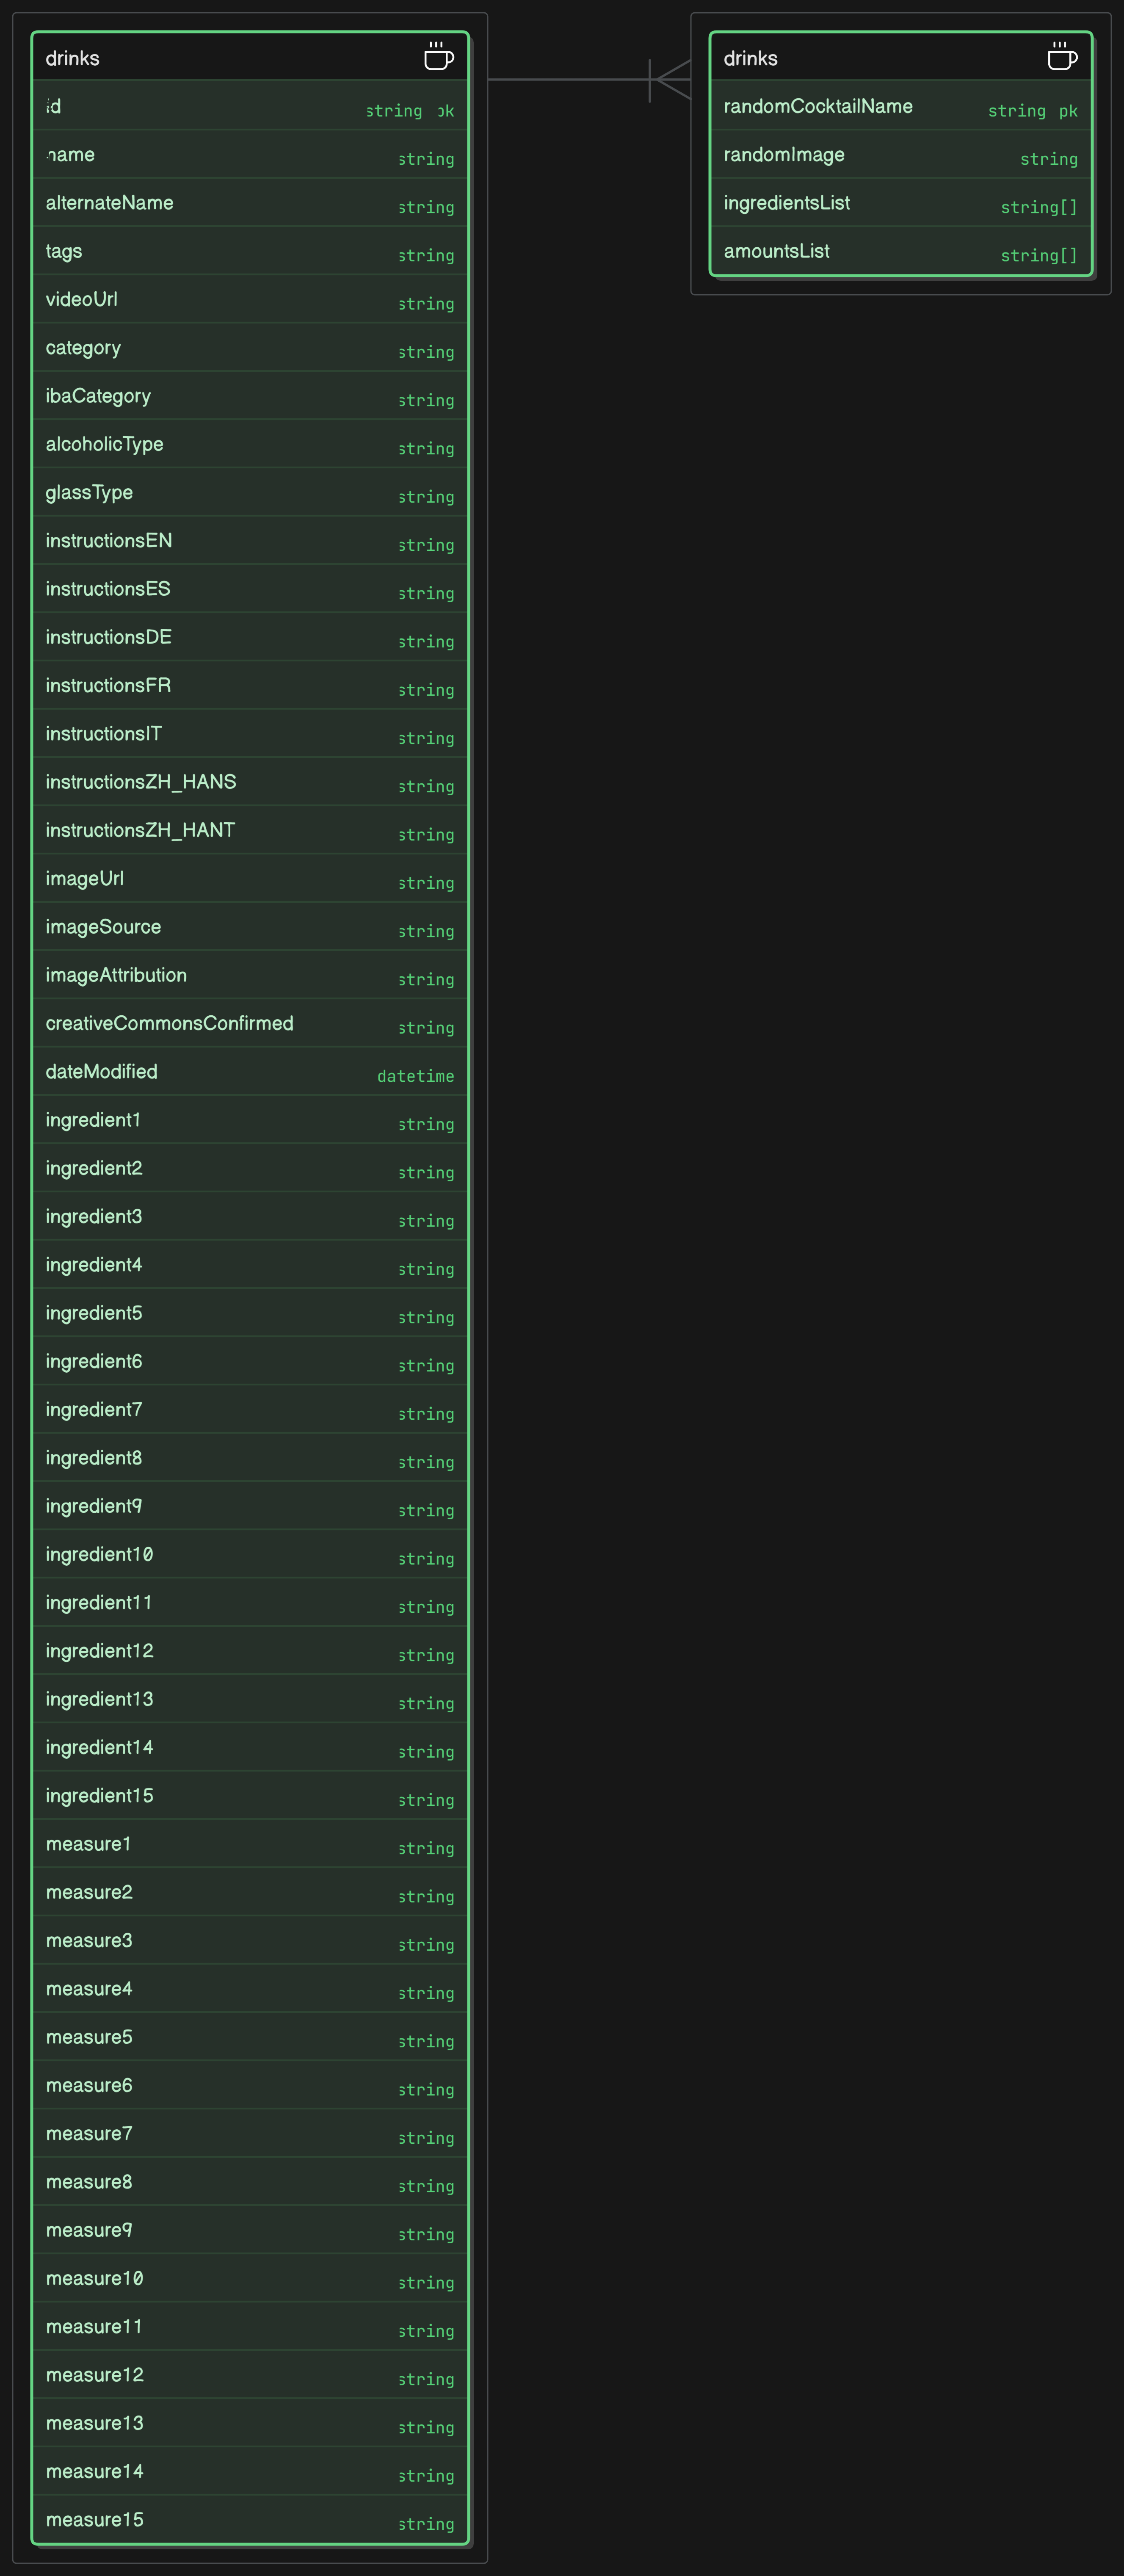 drinks
id string pk
name string
alternateName string
tags string
videoUrl string
category string
ibaCategory string
alcoholicType string
glassType string
instructionsEN string
instructionsES string
instructionsDE string
instructionsFR string
instructionsIT string
instructionsZH_HANS string
instructionsZH_HANT string
imageUrl string
imageSource string
imageAttribution string
creativeCommonsConfirmed string
dateModified datetime
ingredient1 string
ingredient2 string
ingredient3 string
ingredient4 string
ingredient5 string
ingredient6 string
ingredient7 string
ingredient8 string
ingredient9 string
ingredient10 string
ingredient11 string
ingredient12 string
ingredient13 string
ingredient14 string
ingredient15 string
measure1 string
measure2 string
measure3 string
measure4 string
measure5 string
measure6 string
measure7 string
measure8 string
measure9 string
measure10 string
measure11 string
measure12 string
measure13 string
measure14 string
measure15 string
drinks
randomCocktailName string pk
randomImage string
ingredientsList string[]
amountsList string[]